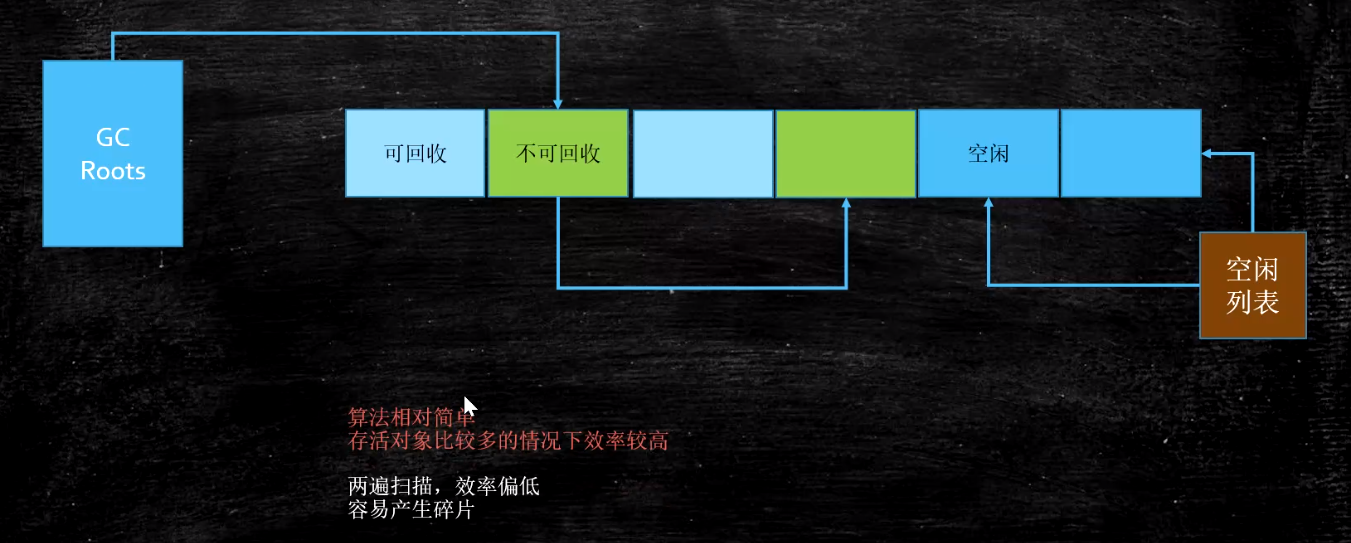 GC
Roots
可回收
不可回收
空闲
空闲
列表
算法相对简单
存活对象比较多的情况下效率较高
两遍扫描，效率偏低
容易产生碎片